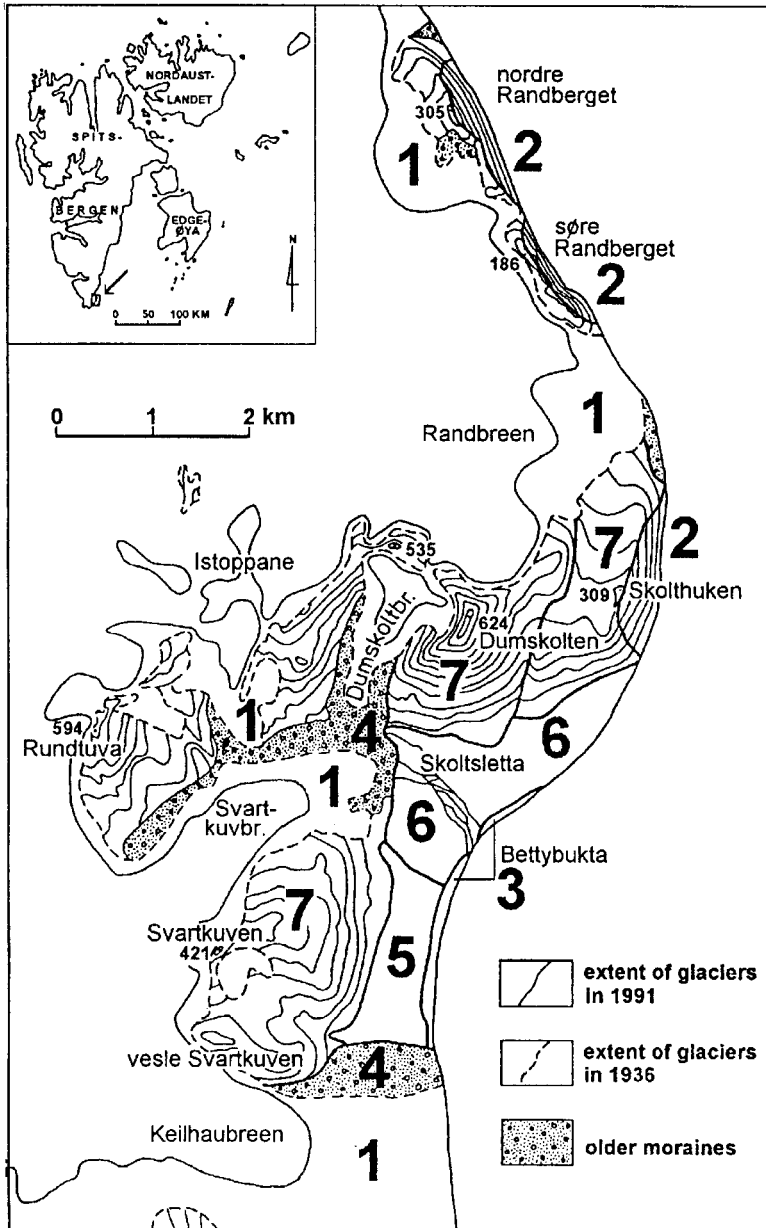 NORDAUST-
LANDET
SPITS-
BERGEN
EDGE-
ØYA
N
0 50 100 KM
nordre
Randberget
305
1
2
søre
Randberget
186
2
0 1 2 km
Randbreen
1
Istoppane
535
7
2
309
Skolthuken
Dumskoltbr.
624
Dumskolten
7
594
Rundtuva
1
4
6
Skoltsletta
1
Svart-
kuvbr.
6
Bettybukta
3
7
Svartkuven
421
5
extent of glaciers
in 1991
vesle Svartkuven
4
extent of glaciers
in 1936
Keilhaubreen
1
older moraines